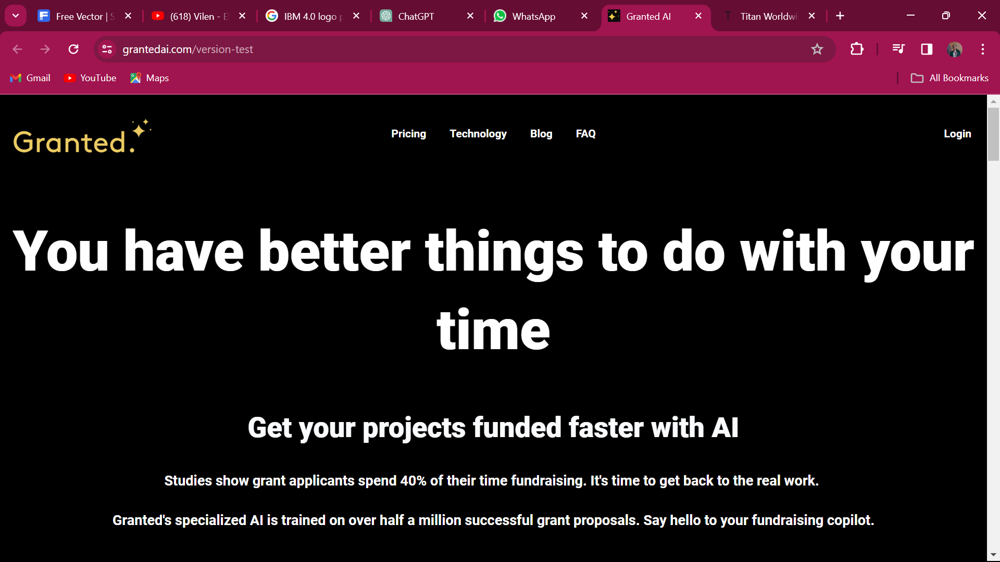 Free Vector | S
(618) Vilen - El
IBM 4.0 logo p
ChatGPT
WhatsApp
Granted AI
T Titan Worldwi
grantedai.com/version-test
Gmail
YouTube
Maps
All Bookmarks
Granted.
Pricing
Technology
Blog
FAQ
Login
You have better things to do with your
time
Get your projects funded faster with AI
Studies show grant applicants spend 40% of their time fundraising. It's time to get back to the real work.
Granted's specialized AI is trained on over half a million successful grant proposals. Say hello to your fundraising copilot.